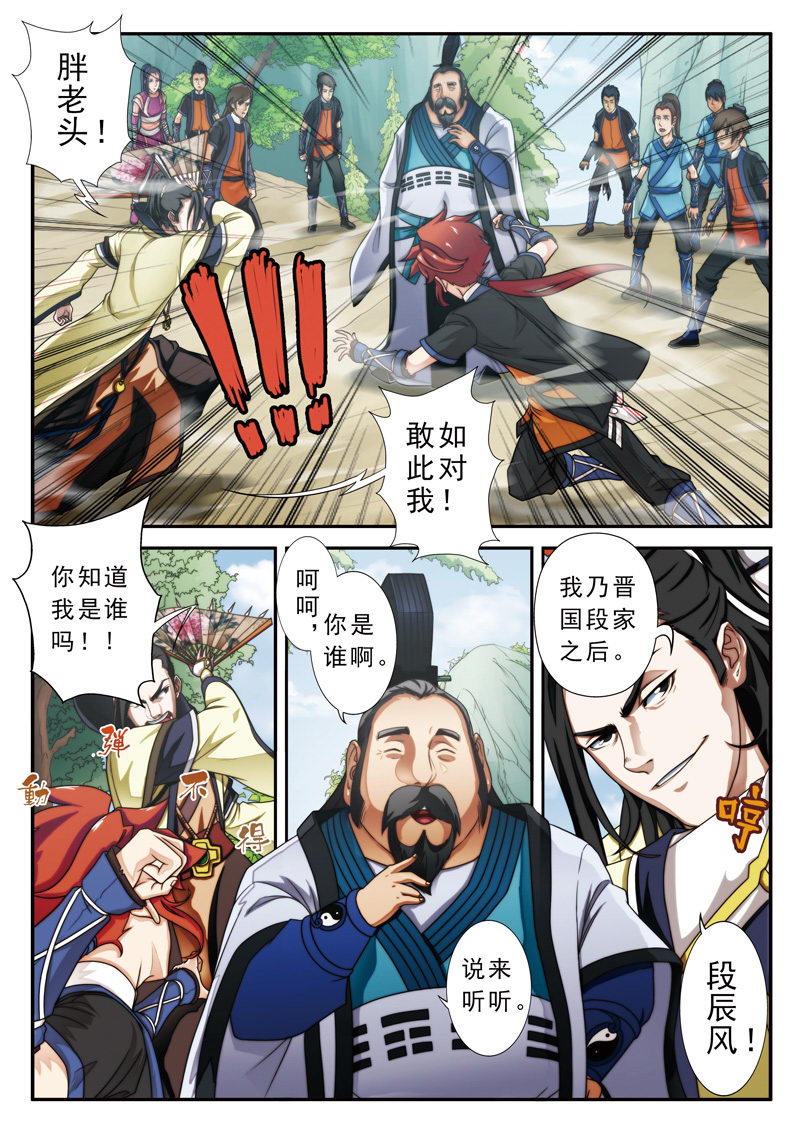 胖老头！
!!!
如对
敢此
我！
你知道
我是谁
吗！！
弹
動
不
得
呵呵，
你是
谁啊。
说来
听听。
我乃晋
国段家
之后。
哼
段辰风！